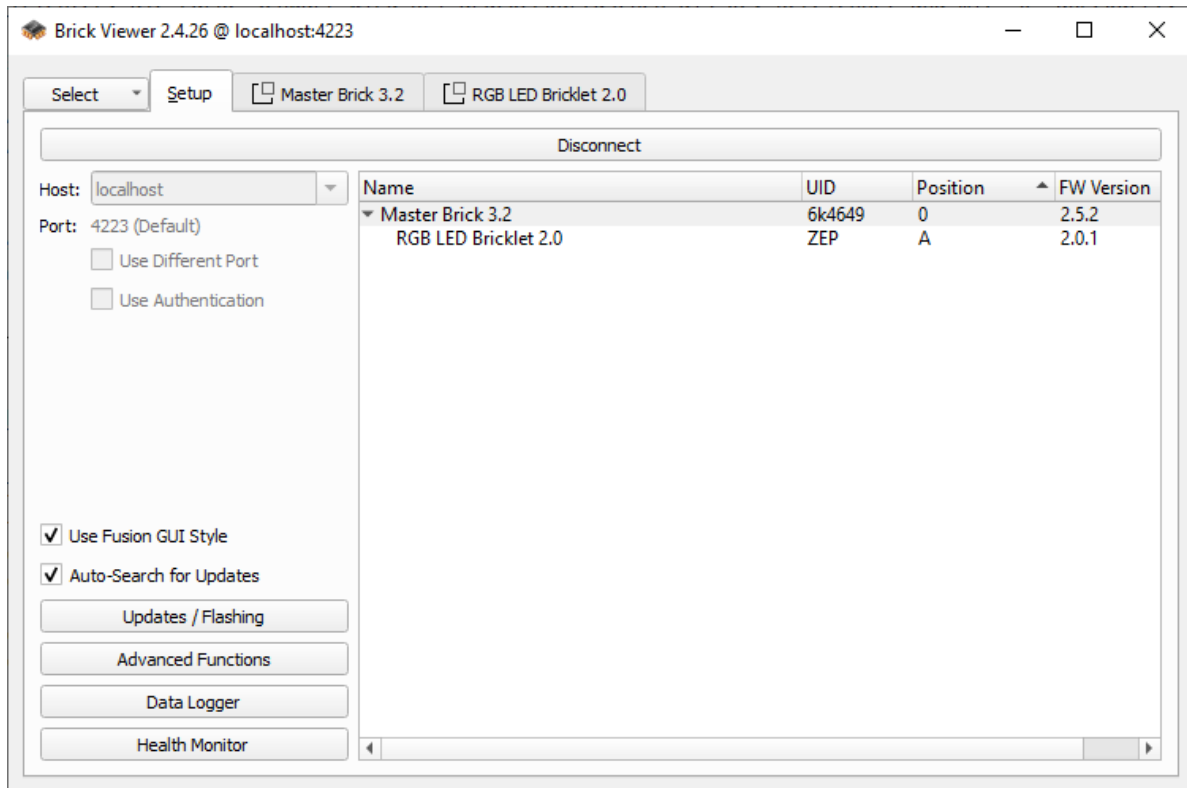 Brick Viewer 2.4.26 @ localhost:4223
Select Setup Master Brick 3.2 RGB LED Bricklet 2.0
Disconnect
Host: localhost
Port: 4223 (Default)
Use Different Port
Use Authentication
Name UID Position FW Version
Master Brick 3.2 6k4649 0 2.5.2
RGB LED Bricklet 2.0 ZEP A 2.0.1
Use Fusion GUI Style
Auto-Search for Updates
Updates / Flashing
Advanced Functions
Data Logger
Health Monitor